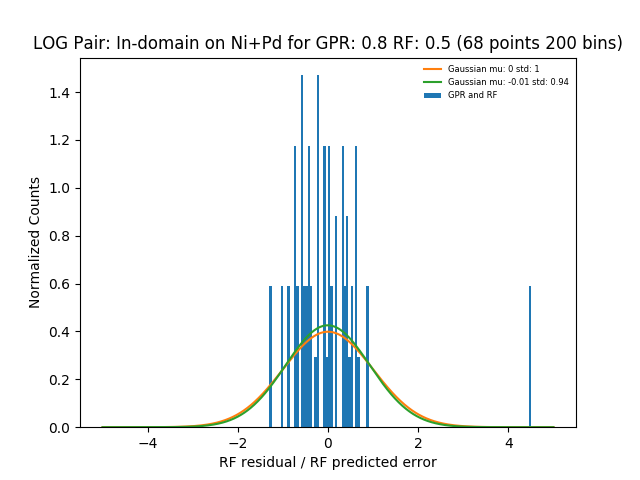 LOG Pair: In-domain on Ni+Pd for GPR: 0.8 RF: 0.5 (68 points 200 bins)
Gaussian mu: 0 std: 1
Gaussian mu: -0.01 std: 0.94
GPR and RF
Normalized Counts
1.4
1.2
1.0
0.8
0.6
0.4
0.2
0.0
−4 −2 0 2 4
RF residual / RF predicted error